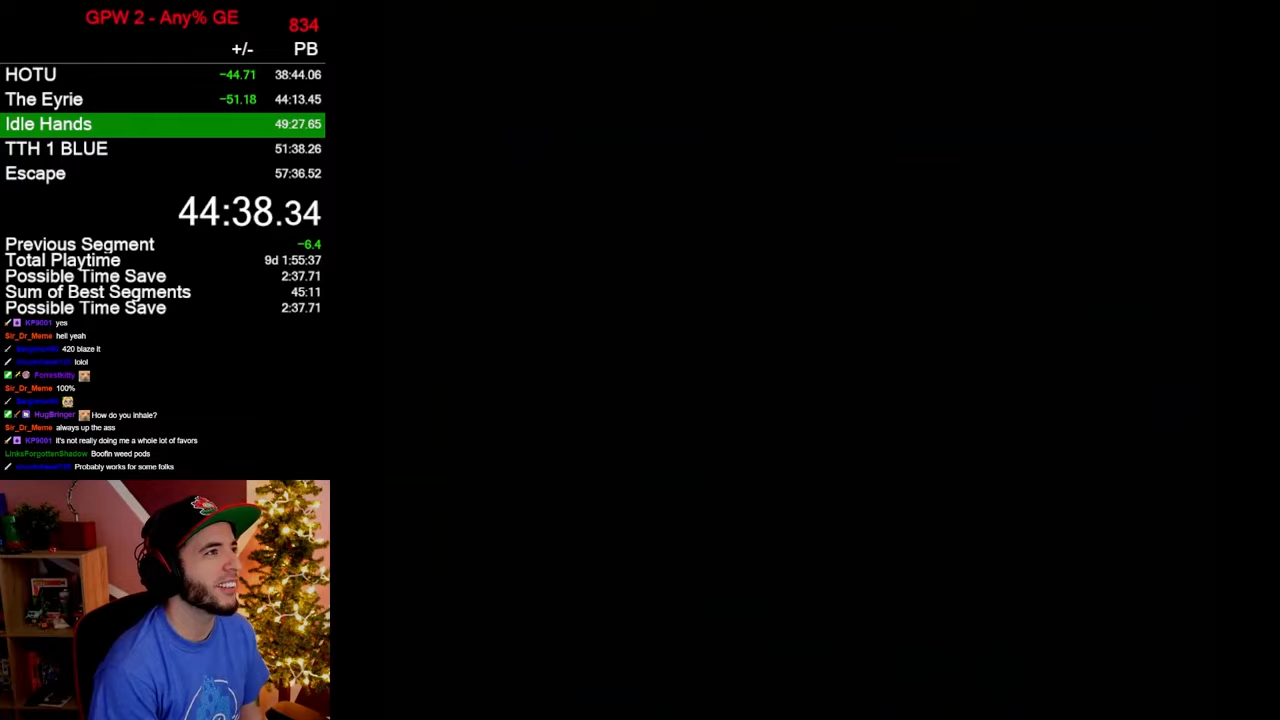 GPW 2 - Any% GE
834
+/- PB
HOTU -44.71 38:44.06
The Eyrie -51.18 44:13.45
Idle Hands 49:27.65
TTH 1 BLUE 51:38.26
Escape 57:36.52
44:38.34
Previous Segment -6.4
Total Playtime 9d 1:55:37
Possible Time Save 2:37.71
Sum of Best Segments 45:11
Possible Time Save 2:37.71
KP9001 yes
Sir_Dr_Meme hell yeah
420 blaze it
lolol
ForrestKitty
Sir_Dr_Meme 100%
HugBringer How do you inhale?
Sir_Dr_Meme always up the ass
KP9001 it's not really doing me a whole lot of favors
LinksForgottenShadow Boofin weed pods
Probably works for some folks